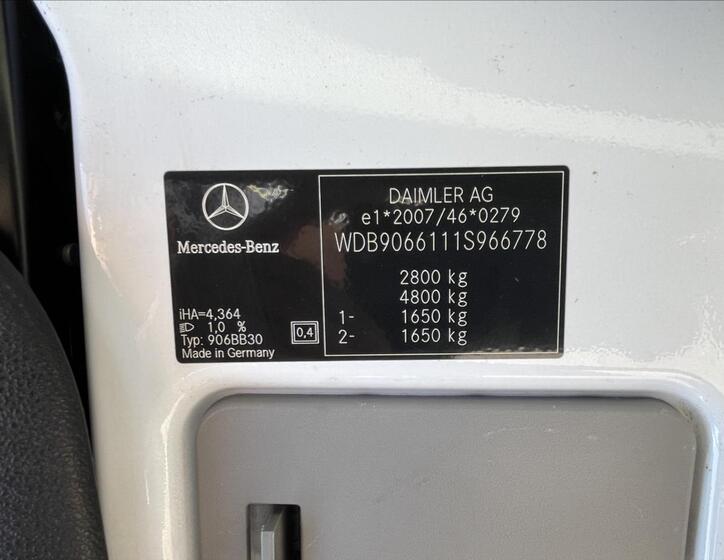 Mercedes-Benz
iHA=4,364
1,0 %
Typ: 906BB30
Made in Germany
0,4
DAIMLER AG
e1*2007/46*0279
WDB9066111S966778
2800 kg
4800 kg
1- 1650 kg
2- 1650 kg